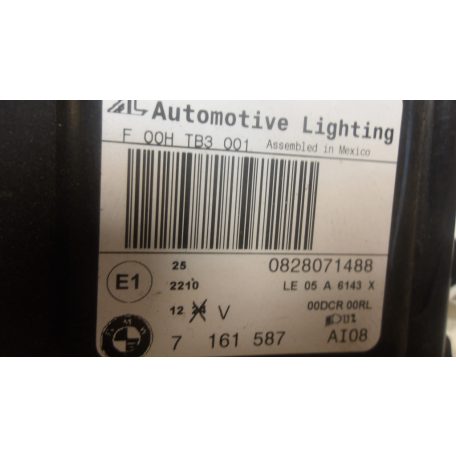 AL Automotive Lighting
F 00H TB3 001 Assembled in Mexico
25 0828071488
E1 2210 LE 05 A 6143 X
12 24 V 00DCR 00RL
7 161 587 AI08